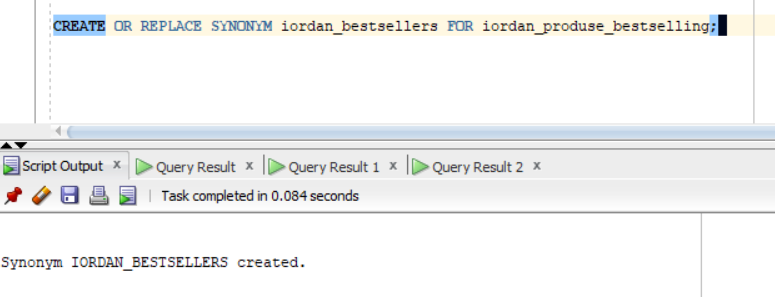 CREATE OR REPLACE SYNONYM iordan_bestsellers FOR iordan_produse_bestselling;
Script Output x Query Result x Query Result 1 x Query Result 2 x
Task completed in 0.084 seconds
Synonym IORDAN_BESTSELLERS created.